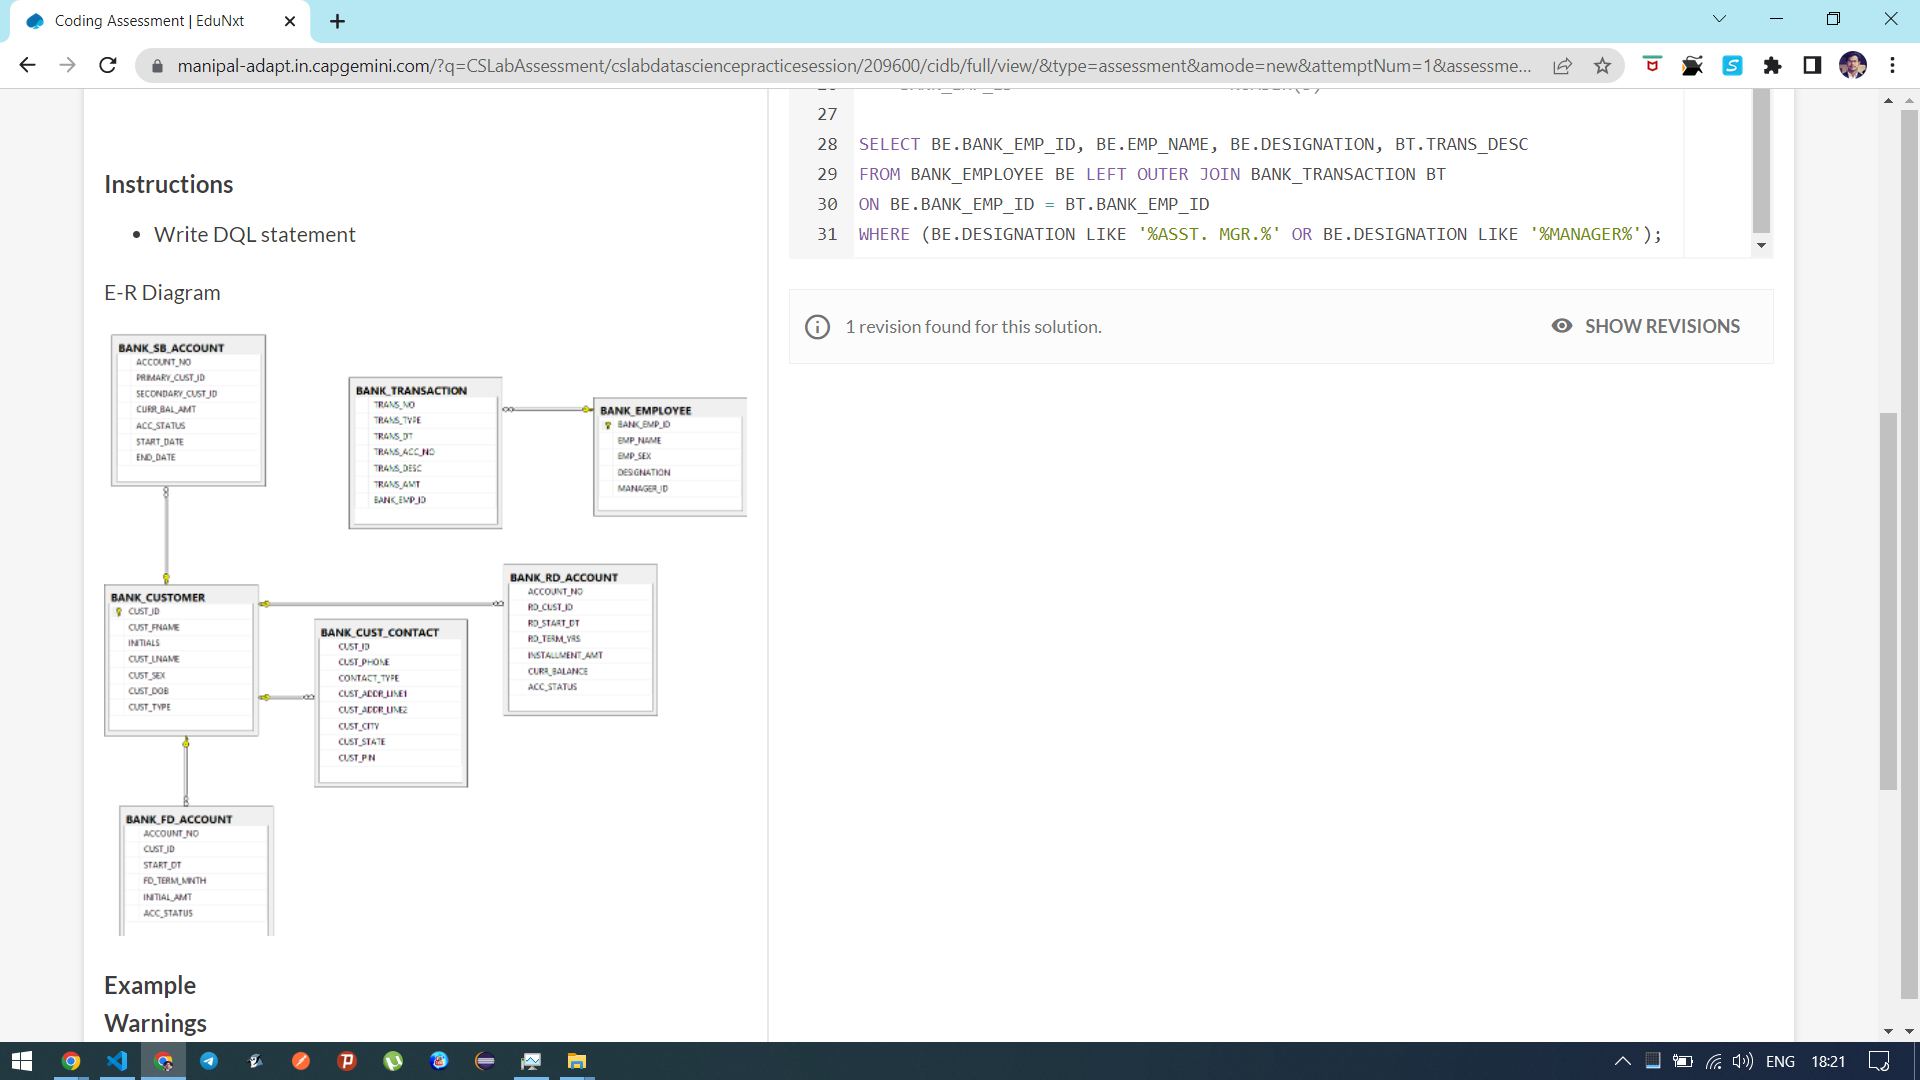 Coding Assessment | EduNxt
manipal-adapt.in.capgemini.com/?q=CSLabAssessment/cslabdatasciencepracticesession/209600/cidb/full/view/&type=assessment&amode=new&attemptNum=1&assessme...
27
28 SELECT BE.BANK_EMP_ID, BE.EMP_NAME, BE.DESIGNATION, BT.TRANS_DESC
29 FROM BANK_EMPLOYEE BE LEFT OUTER JOIN BANK_TRANSACTION BT
30 ON BE.BANK_EMP_ID = BT.BANK_EMP_ID
31 WHERE (BE.DESIGNATION LIKE '%ASST. MGR.%' OR BE.DESIGNATION LIKE '%MANAGER%');
1 revision found for this solution.
SHOW REVISIONS
Instructions
• Write DQL statement
E-R Diagram
BANK_SB_ACCOUNT
ACCOUNT_NO
PRIMARY_CUST_ID
SECONDARY_CUST_ID
CURR_BAL_AMT
ACC_STATUS
START_DATE
END_DATE
BANK_TRANSACTION
TRANS_NO
TRANS_TYPE
TRANS_DT
TRANS_ACC_NO
TRANS_DESC
TRANS_AMT
BANK_EMP_ID
BANK_EMPLOYEE
BANK_EMP_ID
EMP_NAME
EMP_SEX
DESIGNATION
MANAGER_ID
BANK_CUSTOMER
CUST_ID
CUST_FNAME
INITIALS
CUST_LNAME
CUST_SEX
CUST_DOB
CUST_TYPE
BANK_CUST_CONTACT
CUST_ID
CUST_PHONE
CONTACT_TYPE
CUST_ADDR_LINE1
CUST_ADDR_LINE2
CUST_CITY
CUST_STATE
CUST_PIN
BANK_RD_ACCOUNT
ACCOUNT_NO
RD_CUST_ID
RD_START_DT
RD_TERM_YRS
INSTALLMENT_AMT
CURR_BALANCE
ACC_STATUS
BANK_FD_ACCOUNT
ACCOUNT_NO
CUST_ID
START_DT
FD_TERM_MNTH
INITIAL_AMT
ACC_STATUS
Example
Warnings
ENG
18:21